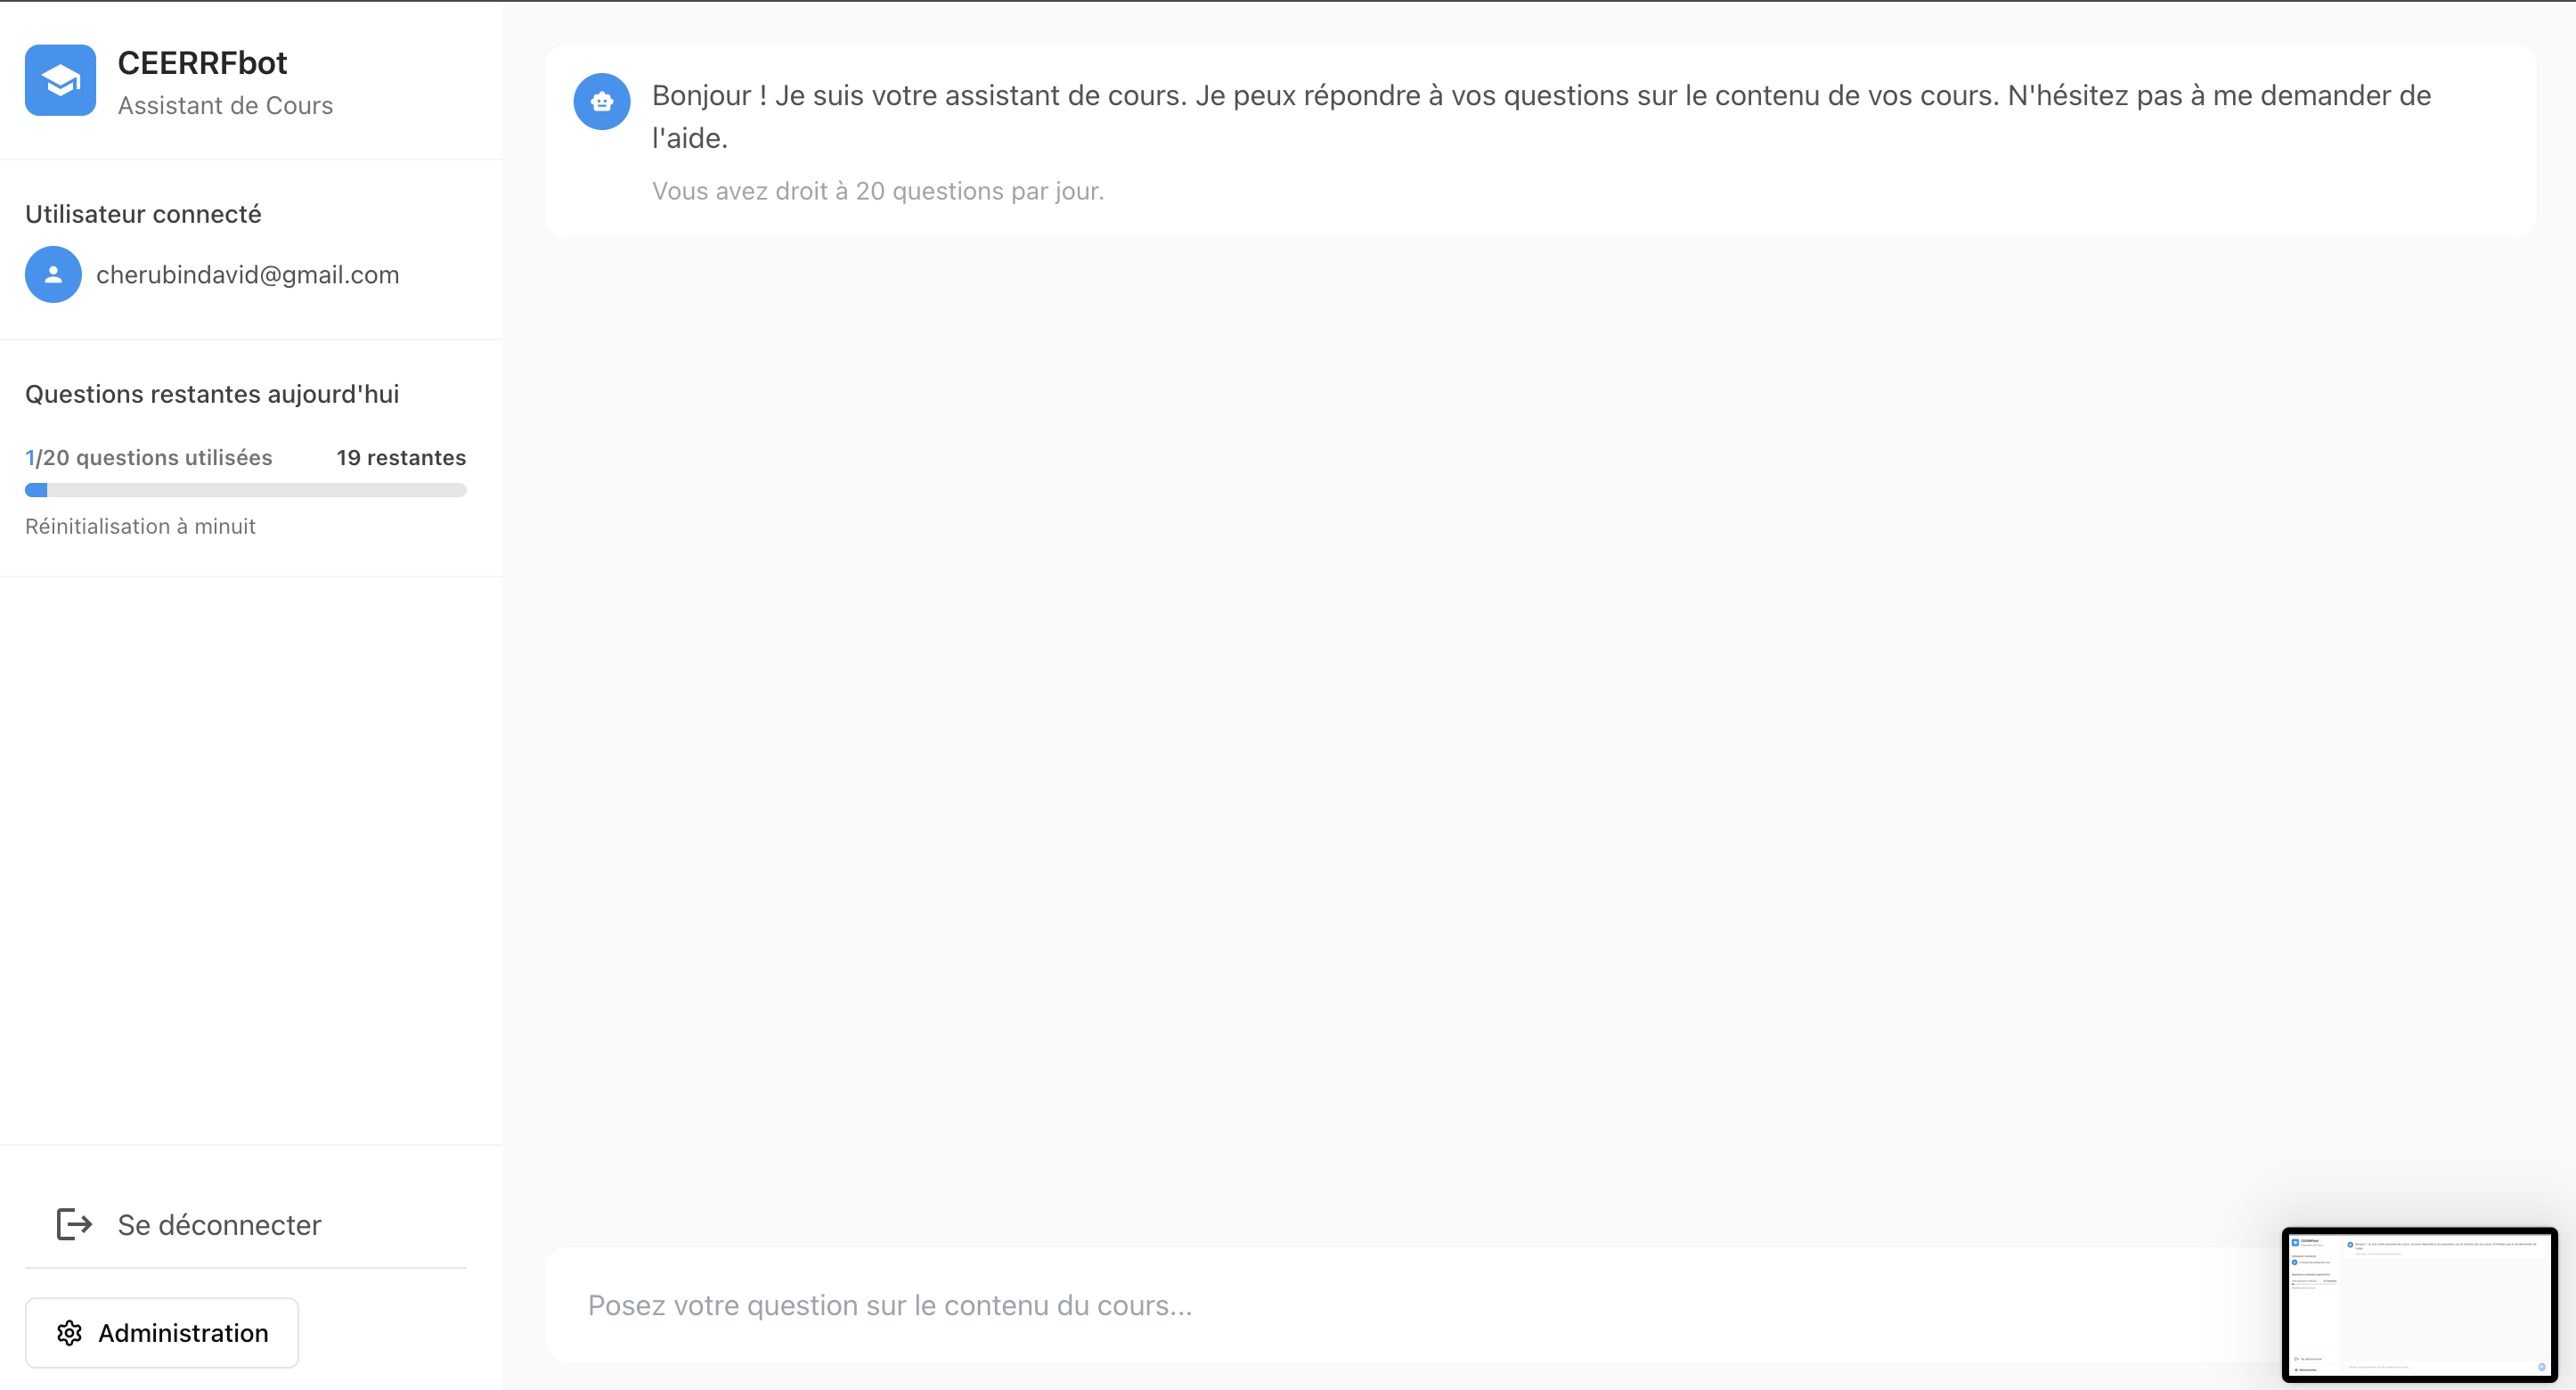 CEERRFbot
Assistant de Cours
Utilisateur connecté
cherubindavid@gmail.com
Questions restantes aujourd'hui
1/20 questions utilisées 19 restantes
Réinitialisation à minuit
Se déconnecter
Administration
Bonjour ! Je suis votre assistant de cours. Je peux répondre à vos questions sur le contenu de vos cours. N'hésitez pas à me demander de
l'aide.
Vous avez droit à 20 questions par jour.
Posez votre question sur le contenu du cours...